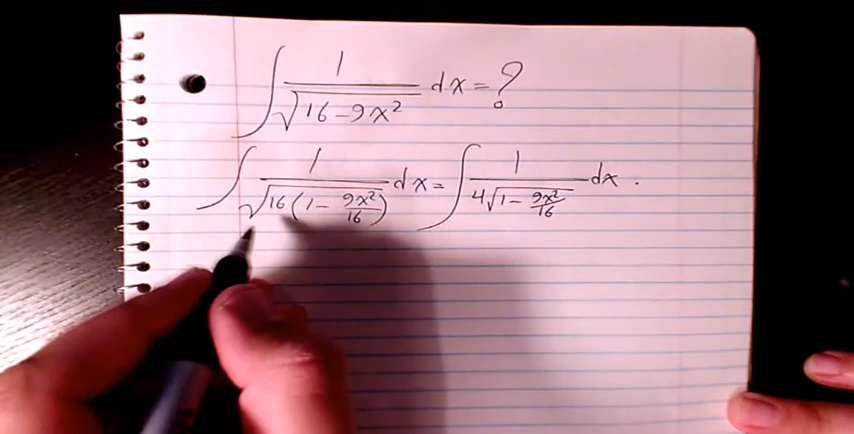 ∫ 1/√(16-9x²) dx = ?
∫ 1/√(16(1-9x²/16)) dx = ∫ 1/(4√(1-9x²/16)) dx.